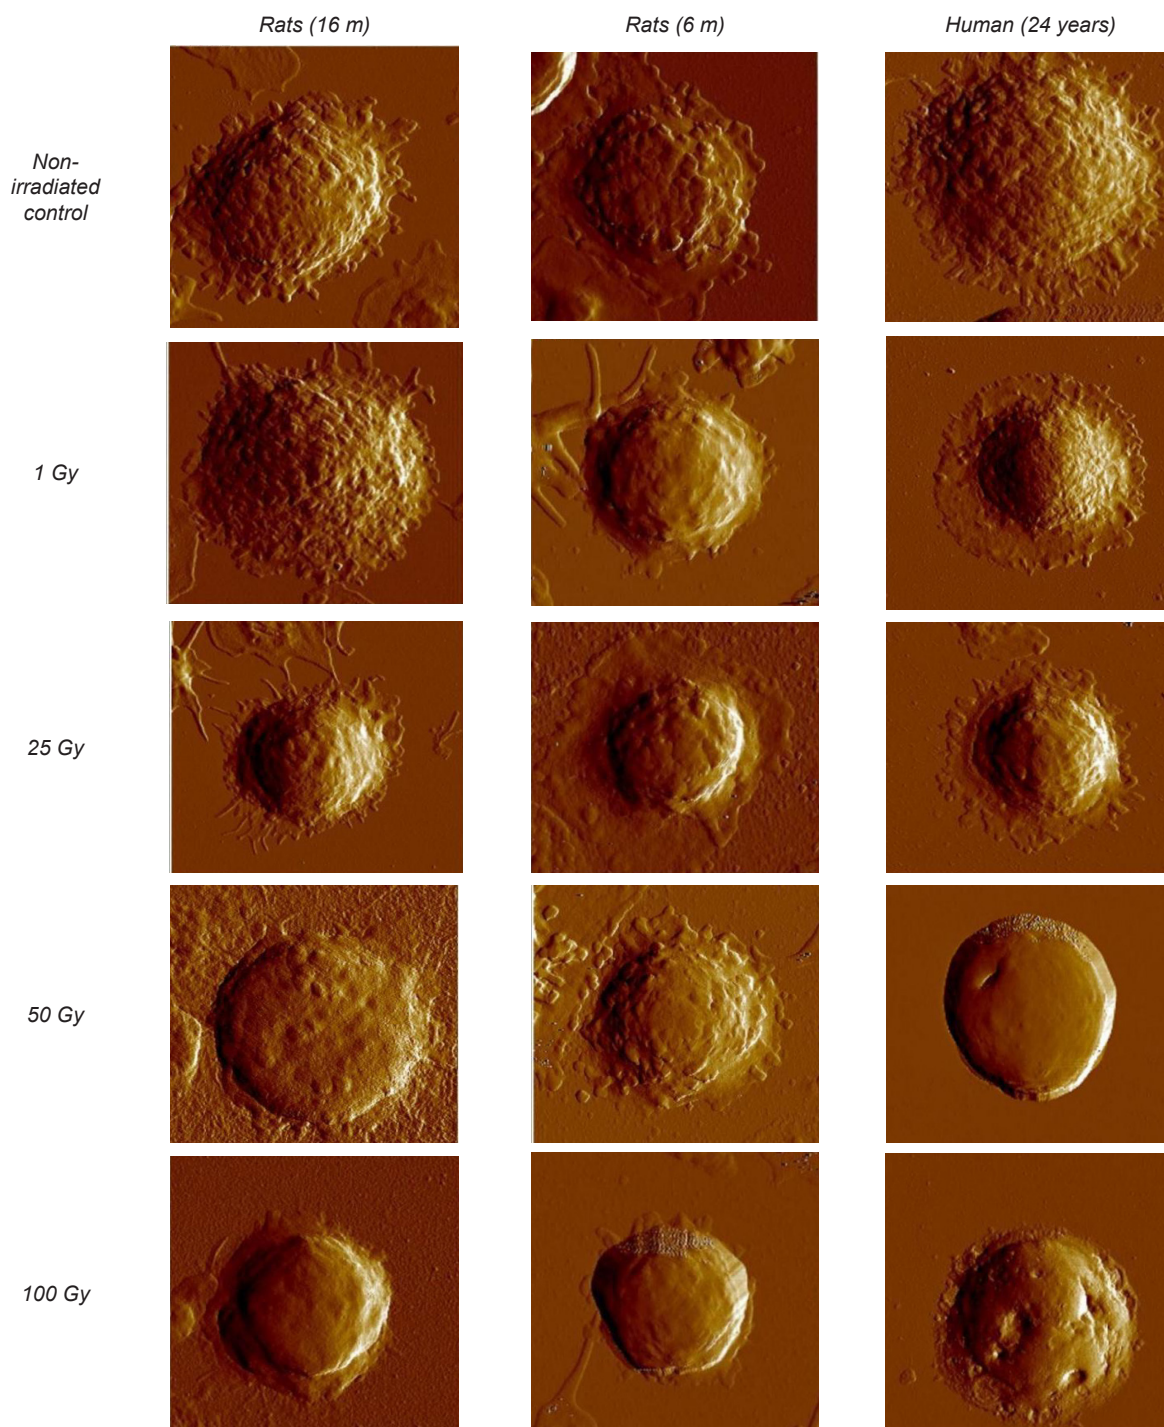 Rats (16 m)
Rats (6 m)
Human (24 years)
Non-
irradiated
control
1 Gy
25 Gy
50 Gy
100 Gy